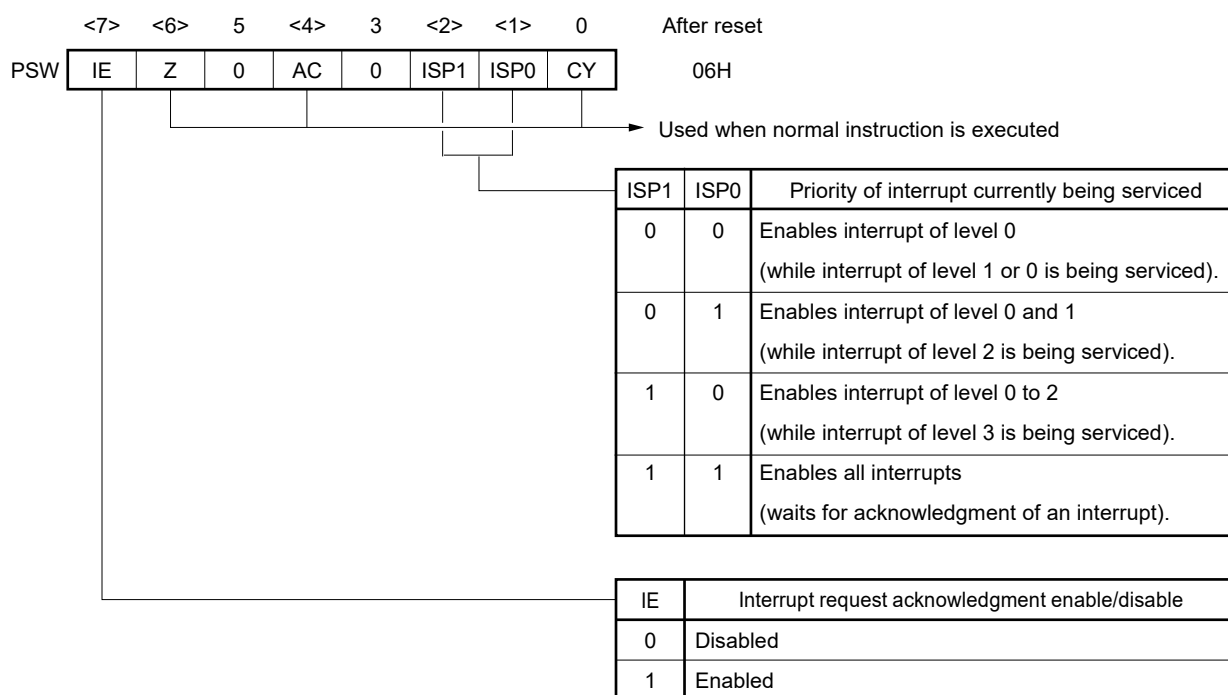 <7> <6> 5 <4> 3 <2> <1> 0 After reset
PSW IE Z 0 AC 0 ISP1 ISP0 CY 06H
Used when normal instruction is executed
ISP1 ISP0 Priority of interrupt currently being serviced
0 0 Enables interrupt of level 0
(while interrupt of level 1 or 0 is being serviced).
0 1 Enables interrupt of level 0 and 1
(while interrupt of level 2 is being serviced).
1 0 Enables interrupt of level 0 to 2
(while interrupt of level 3 is being serviced).
1 1 Enables all interrupts
(waits for acknowledgment of an interrupt).
IE Interrupt request acknowledgment enable/disable
0 Disabled
1 Enabled